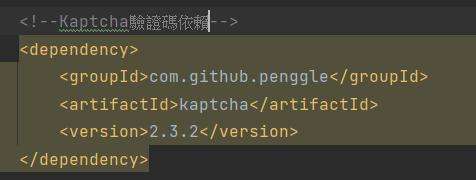 <!--Kaptcha驗證碼依賴-->
<dependency>
    <groupId>com.github.penggle</groupId>
    <artifactId>kaptcha</artifactId>
    <version>2.3.2</version>
</dependency>